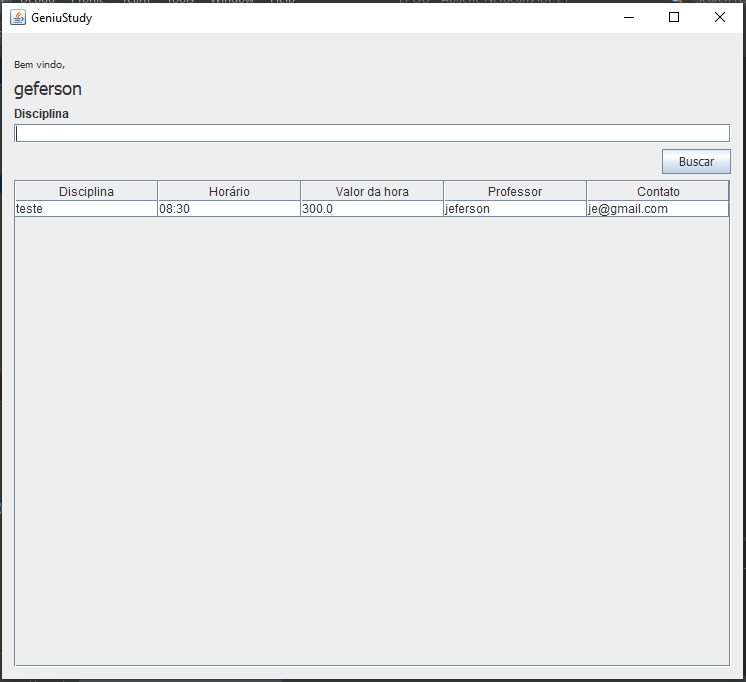 GeniuStudy
Bem vindo,
geferson
Disciplina
Buscar
Disciplina Horário Valor da hora Professor Contato
teste 08:30 300.0 jeferson je@gmail.com